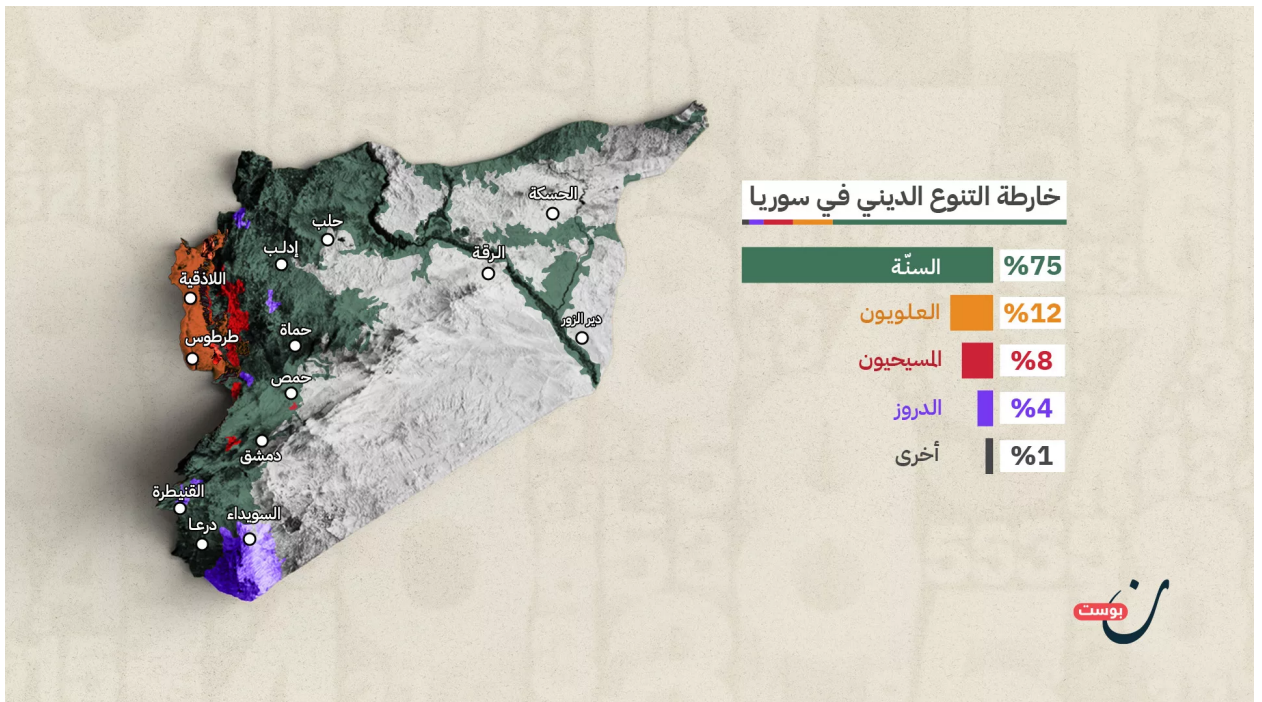 خارطة التنوع الديني في سوريا
السنّة %75
العلويون %12
المسيحيون %8
الدروز %4
أخرى %1
الحسكة
حلب
إدلب
الرقة
اللاذقية
دير الزور
حماة
طرطوس
حمص
دمشق
القنيطرة
السويداء
درعا
ن بوست